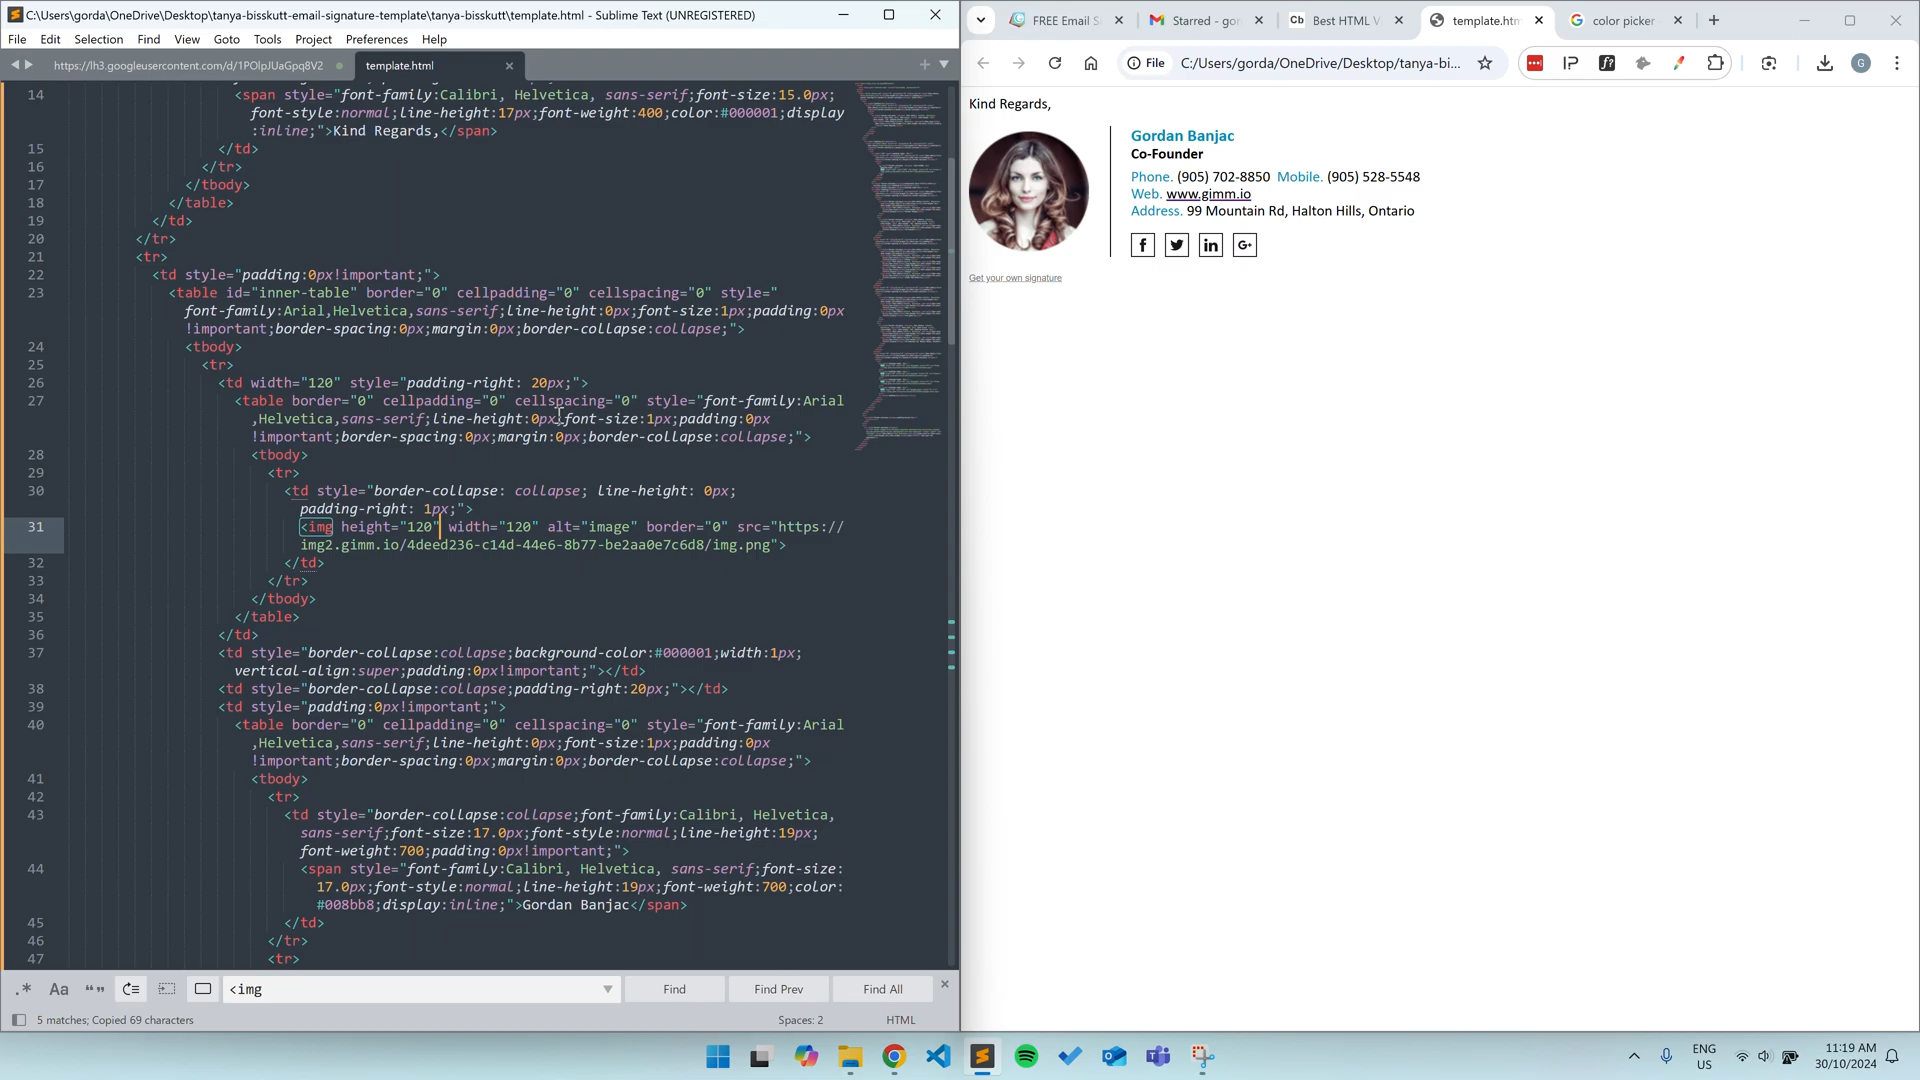 C:\Users\gorda\OneDrive\Desktop\tanya-bisskutt-email-signature-template\tanya-bisskutt\template.html - Sublime Text (UNREGISTERED)
File Edit Selection Find View Goto Tools Project Preferences Help
https://lh3.googleusercontent.com/d/1POlpJUaGpq8V2
template.html
14 <span style="font-family:Calibri, Helvetica, sans-serif;font-size:15.0px;
font-style:normal;line-height:17px;font-weight:400;color:#000001;display
:inline;">Kind Regards,</span>
15 </td>
16 </tr>
17 </tbody>
18 </table>
19 </td>
20 </tr>
21 <tr>
22 <td style="padding:0px!important;">
23 <table id="inner-table" border="0" cellpadding="0" cellspacing="0" style="
font-family:Arial,Helvetica,sans-serif;line-height:0px;font-size:1px;padding:0px
!important;border-spacing:0px;margin:0px;border-collapse:collapse;">
24 <tbody>
25 <tr>
26 <td width="120" style="padding-right: 20px;">
27 <table border="0" cellpadding="0" cellspacing="0" style="font-family:Arial
,Helvetica,sans-serif;line-height:0px;font-size:1px;padding:0px
!important;border-spacing:0px;margin:0px;border-collapse:collapse;">
28 <tbody>
29 <tr>
30 <td style="border-collapse: collapse; line-height: 0px;
padding-right: 1px;">
31 <img height="120" width="120" alt="image" border="0" src="https://
img2.gimm.io/4deed236-c14d-44e6-8b77-be2aa0e7c6d8/img.png">
32 </td>
33 </tr>
34 </tbody>
35 </table>
36 </td>
37 <td style="border-collapse:collapse;background-color:#000001;width:1px;
vertical-align:super;padding:0px!important;"></td>
38 <td style="border-collapse:collapse;padding-right:20px;"></td>
39 <td style="padding:0px!important;">
40 <table border="0" cellpadding="0" cellspacing="0" style="font-family:Arial
,Helvetica,sans-serif;line-height:0px;font-size:1px;padding:0px
!important;border-spacing:0px;margin:0px;border-collapse:collapse;">
41 <tbody>
42 <tr>
43 <td style="border-collapse:collapse;font-family:Calibri, Helvetica,
sans-serif;font-size:17.0px;font-style:normal;line-height:19px;
font-weight:700;padding:0px!important;">
44 <span style="font-family:Calibri, Helvetica, sans-serif;font-size:
17.0px;font-style:normal;line-height:19px;font-weight:700;color:
#008bb8;display:inline;">Gordan Banjac</span>
45 </td>
46 </tr>
47 <tr>
.* Aa “” <img Find Find Prev Find All
5 matches; Copied 69 characters Spaces: 2 HTML
FREE Email S
Starred - gor
Best HTML V
template.htm
color picker
File C:/Users/gorda/OneDrive/Desktop/tanya-bi...
Kind Regards,
Gordan Banjac
Co-Founder
Phone. (905) 702-8850 Mobile. (905) 528-5548
Web. www.gimm.io
Address. 99 Mountain Rd, Halton Hills, Ontario
f in G+
Get your own signature
ENG
US
11:19 AM
30/10/2024